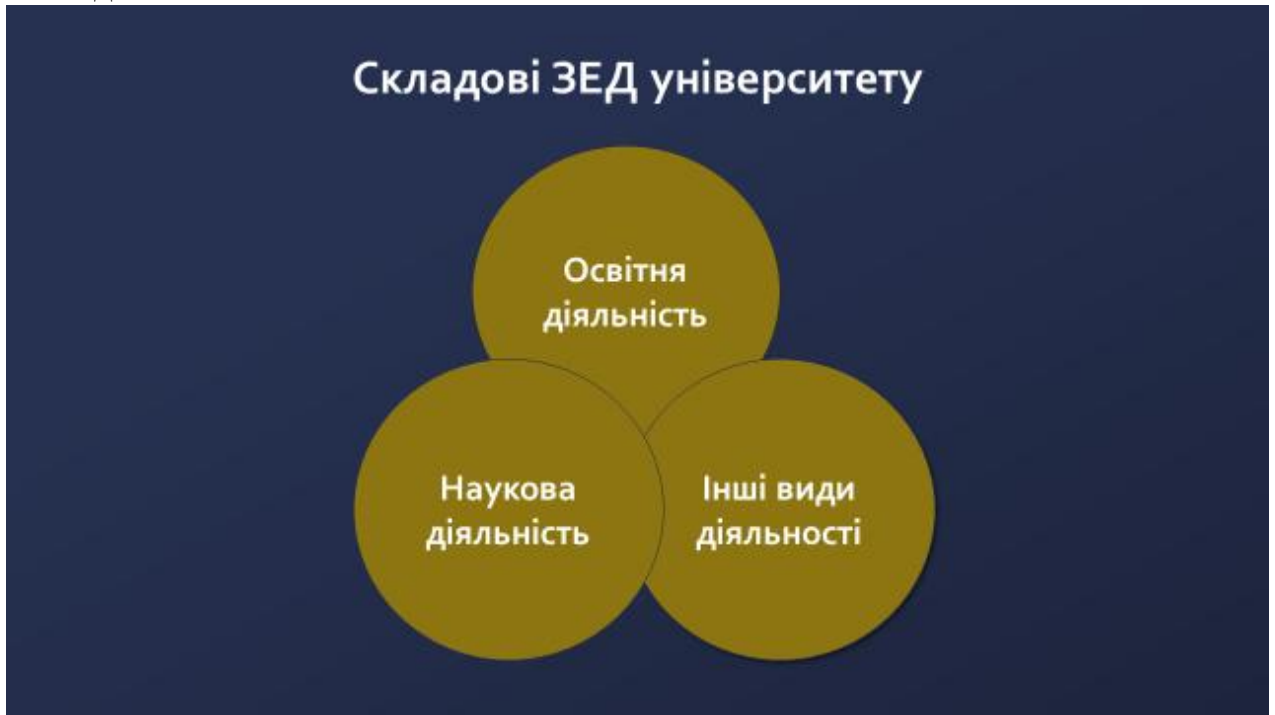 Складові ЗЕД університету
Освітня
діяльність
Наукова
діяльність
Інші види
діяльності